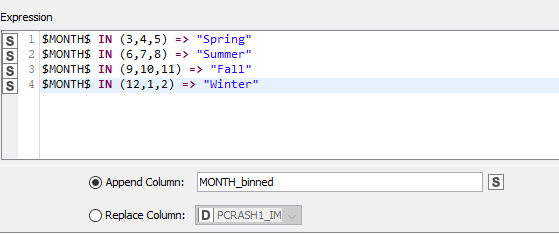 Expression
S 1 $MONTH$ IN (3,4,5) => "Spring"
S 2 $MONTH$ IN (6,7,8) => "Summer"
S 3 $MONTH$ IN (9,10,11) => "Fall"
S 4 $MONTH$ IN (12,1,2) => "Winter"
Append Column: MONTH_binned S
Replace Column: D PCRASH1_IM